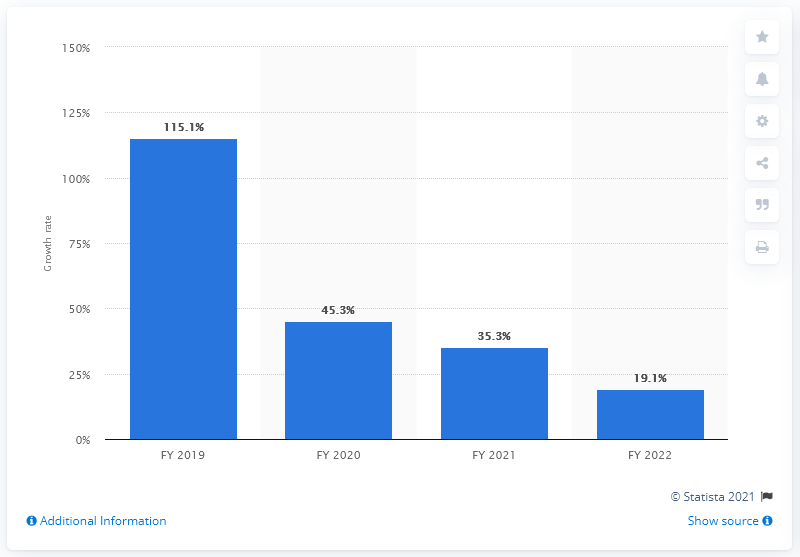 150%
125%
100%
75%
50%
25%
0%
Growth rate
115.1%
45.3%
35.3%
19.1%
FY 2019
FY 2020
FY 2021
FY 2022
© Statista 2021
Additional Information
Show source